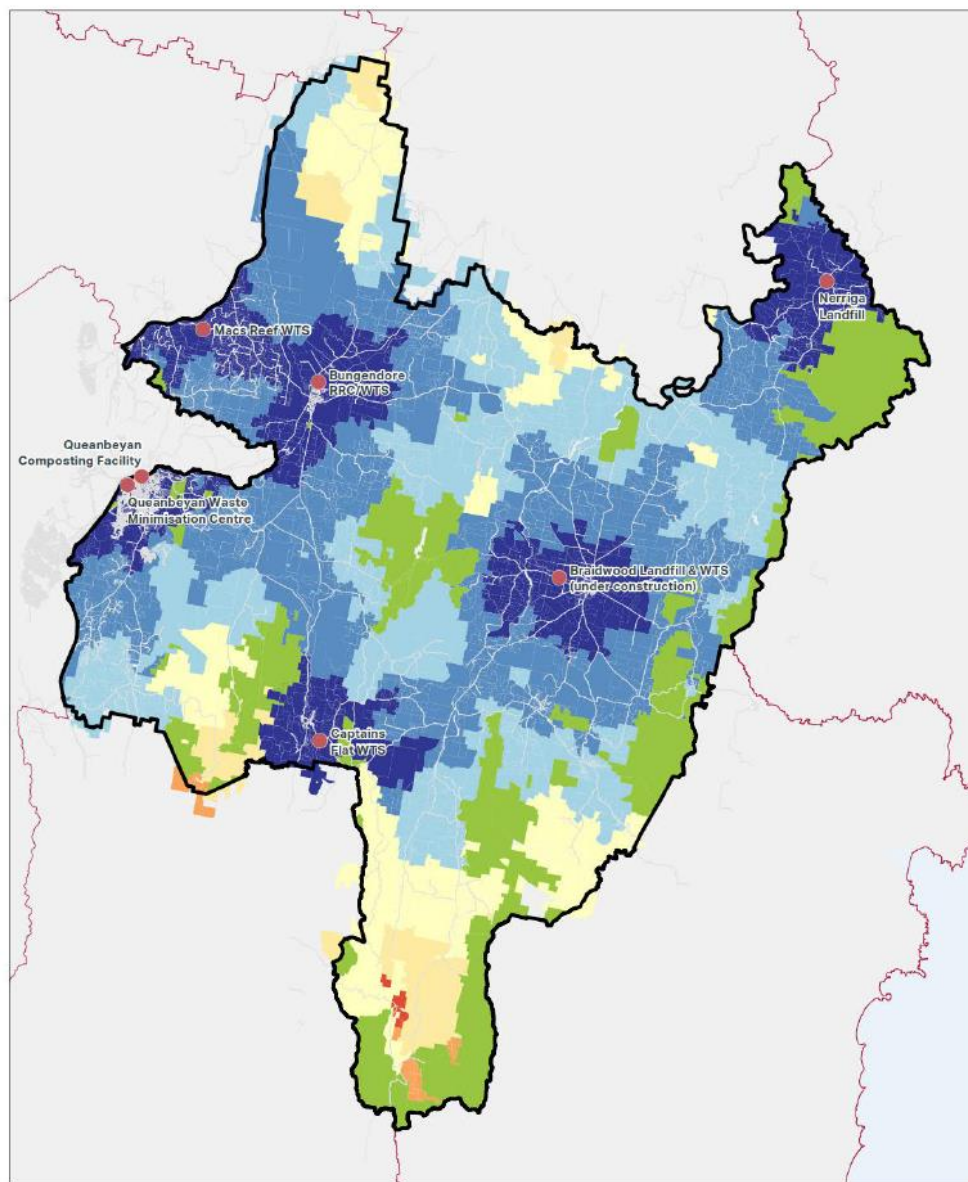 Nerriga
Landfill
Macs Reef WTS
Bungendore
RRC/WTS
Queanbeyan
Composting Facility
Queanbeyan Waste
Minimisation Centre
Braidwood Landfill & WTS
(under construction)
Captains
Flat WTS